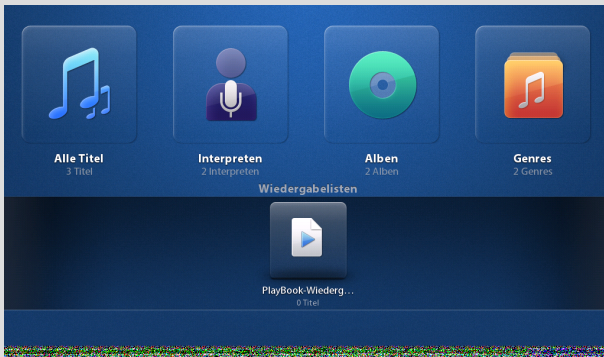 Alle Titel
3 Titel
Interpreten
2 Interpreten
Alben
2 Alben
Genres
2 Genres
Wiedergabelisten
PlayBook-Wiederg...
0 Titel